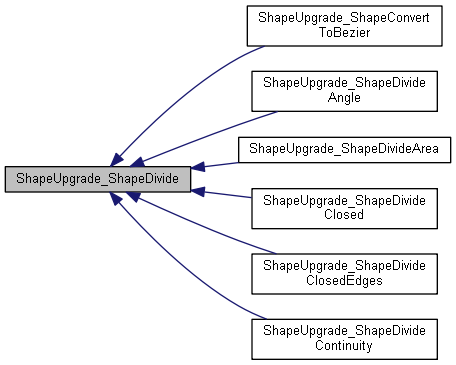 ShapeUpgrade_ShapeConvert
ToBezier
ShapeUpgrade_ShapeDivide
Angle
ShapeUpgrade_ShapeDivideArea
ShapeUpgrade_ShapeDivide
ShapeUpgrade_ShapeDivide
Closed
ShapeUpgrade_ShapeDivide
ClosedEdges
ShapeUpgrade_ShapeDivide
Continuity